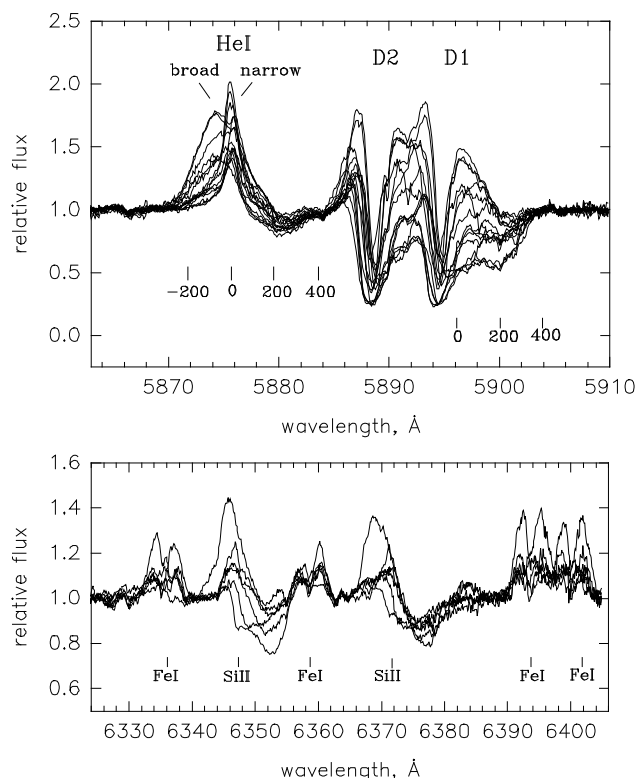 2.5
HeI
D2 D1
broad narrow
2.0
1.5
1.0
0.5
0.0
relative flux
−200 0 200 400
0 200 400
5870 5880 5890 5900 5910
wavelength, Å
1.6
1.4
1.2
1.0
0.8
0.6
relative flux
FeI SiII FeI SiII FeI FeI
6330 6340 6350 6360 6370 6380 6390 6400
wavelength, Å